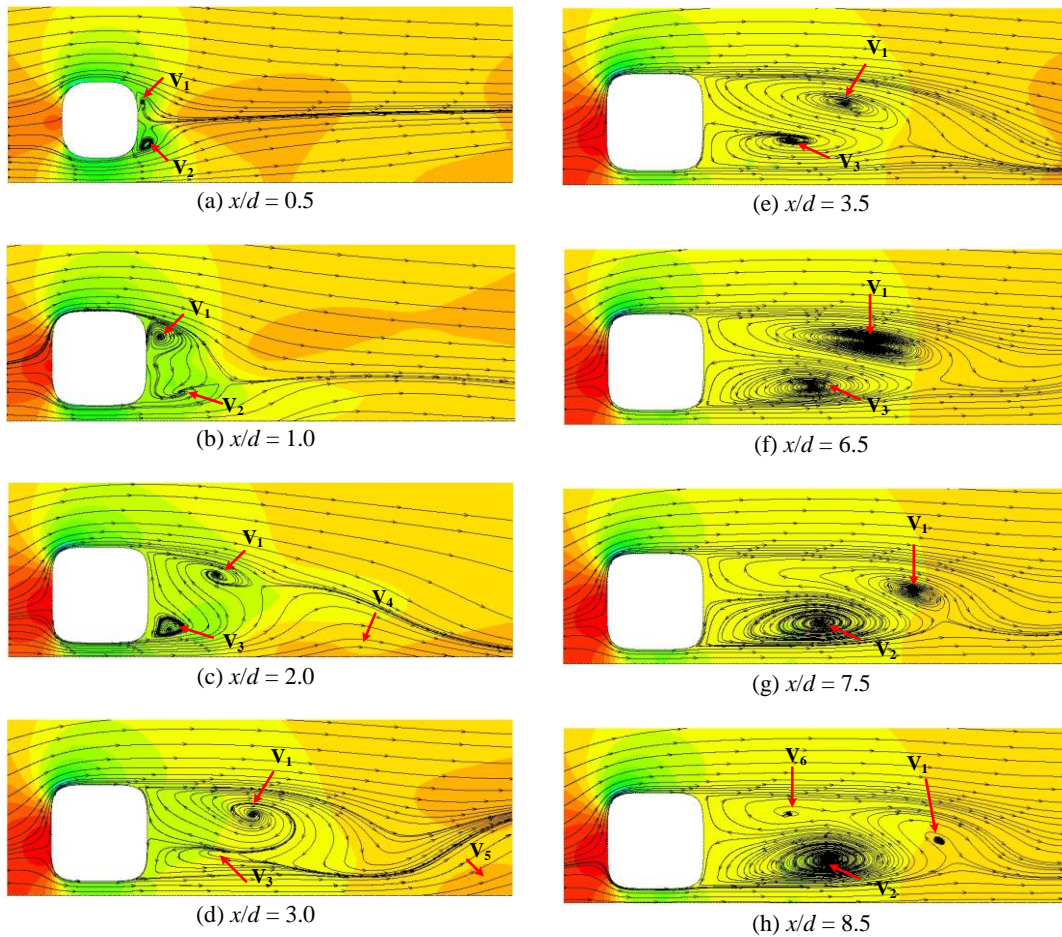 V1
V2
(a) x/d = 0.5
V1
V2
(b) x/d = 1.0
V1
V4
V3
(c) x/d = 2.0
V1
V5
V3
(d) x/d = 3.0
V1
V3
(e) x/d = 3.5
V1
V3
(f) x/d = 6.5
V1
V2
(g) x/d = 7.5
V6
V1
V2
(h) x/d = 8.5